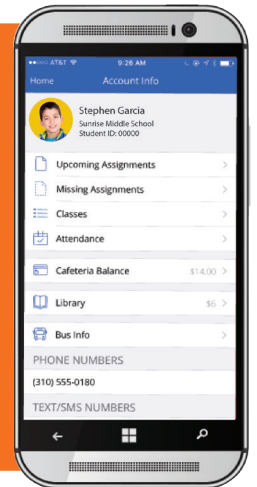 AT&T 9:26 AM
Home Account Info
Stephen Garcia
Sunrise Middle School
Student ID: 00000
Upcoming Assignments
Missing Assignments
Classes
Attendance
Cafeteria Balance $14.00
Library $6
Bus Info
PHONE NUMBERS
(310) 555-0180
TEXT/SMS NUMBERS